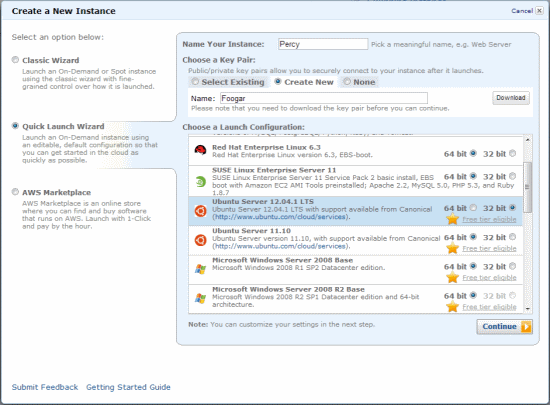 Create a New Instance
Cancel
Select an option below:
Classic Wizard
Launch an On-Demand or Spot instance
using the classic wizard with fine-
grained control over how it is launched.
Quick Launch Wizard
Launch an On-Demand instance using
an editable, default configuration so that
you can get started in the cloud as
quickly as possible.
AWS Marketplace
AWS Marketplace is an online store
where you can find and buy software
that runs on AWS. Launch with 1-Click
and pay by the hour.
Name Your Instance: Percy Pick a meaningful name, e.g. Web Server
Choose a Key Pair:
Public/private key pairs allow you to securely connect to your instance after it launches.
Select Existing Create New None
Name: Foogar Download
Please note that you need to download the key pair before you can continue.
Choose a Launch Configuration:
Red Hat Enterprise Linux 6.3
Red Hat Enterprise Linux version 6.3, EBS-boot.
64 bit 32 bit
SUSE Linux Enterprise Server 11
SUSE Linux Enterprise Server 11 Service Pack 2 basic install, EBS
boot with Amazon EC2 AMI Tools preinstalled; Apache 2.2, MySQL 5.0, PHP 5.3, and Ruby
1.8.7
64 bit 32 bit
Ubuntu Server 12.04.1 LTS
Ubuntu Server 12.04.1 LTS with support available from Canonical
(http://www.ubuntu.com/cloud/services).
64 bit 32 bit
Free tier eligible
Ubuntu Server 11.10
Ubuntu Server version 11.10, with support available from Canonical
(http://www.ubuntu.com/cloud/services).
64 bit 32 bit
Free tier eligible
Microsoft Windows Server 2008 Base
Microsoft Windows 2008 R1 SP2 Datacenter edition.
64 bit 32 bit
Free tier eligible
Microsoft Windows Server 2008 R2 Base
Microsoft Windows 2008 R2 SP1 Datacenter edition and 64-bit
architecture.
64 bit 32 bit
Free tier eligible
Note: You can customize your settings in the next step.
Continue
Submit Feedback Getting Started Guide